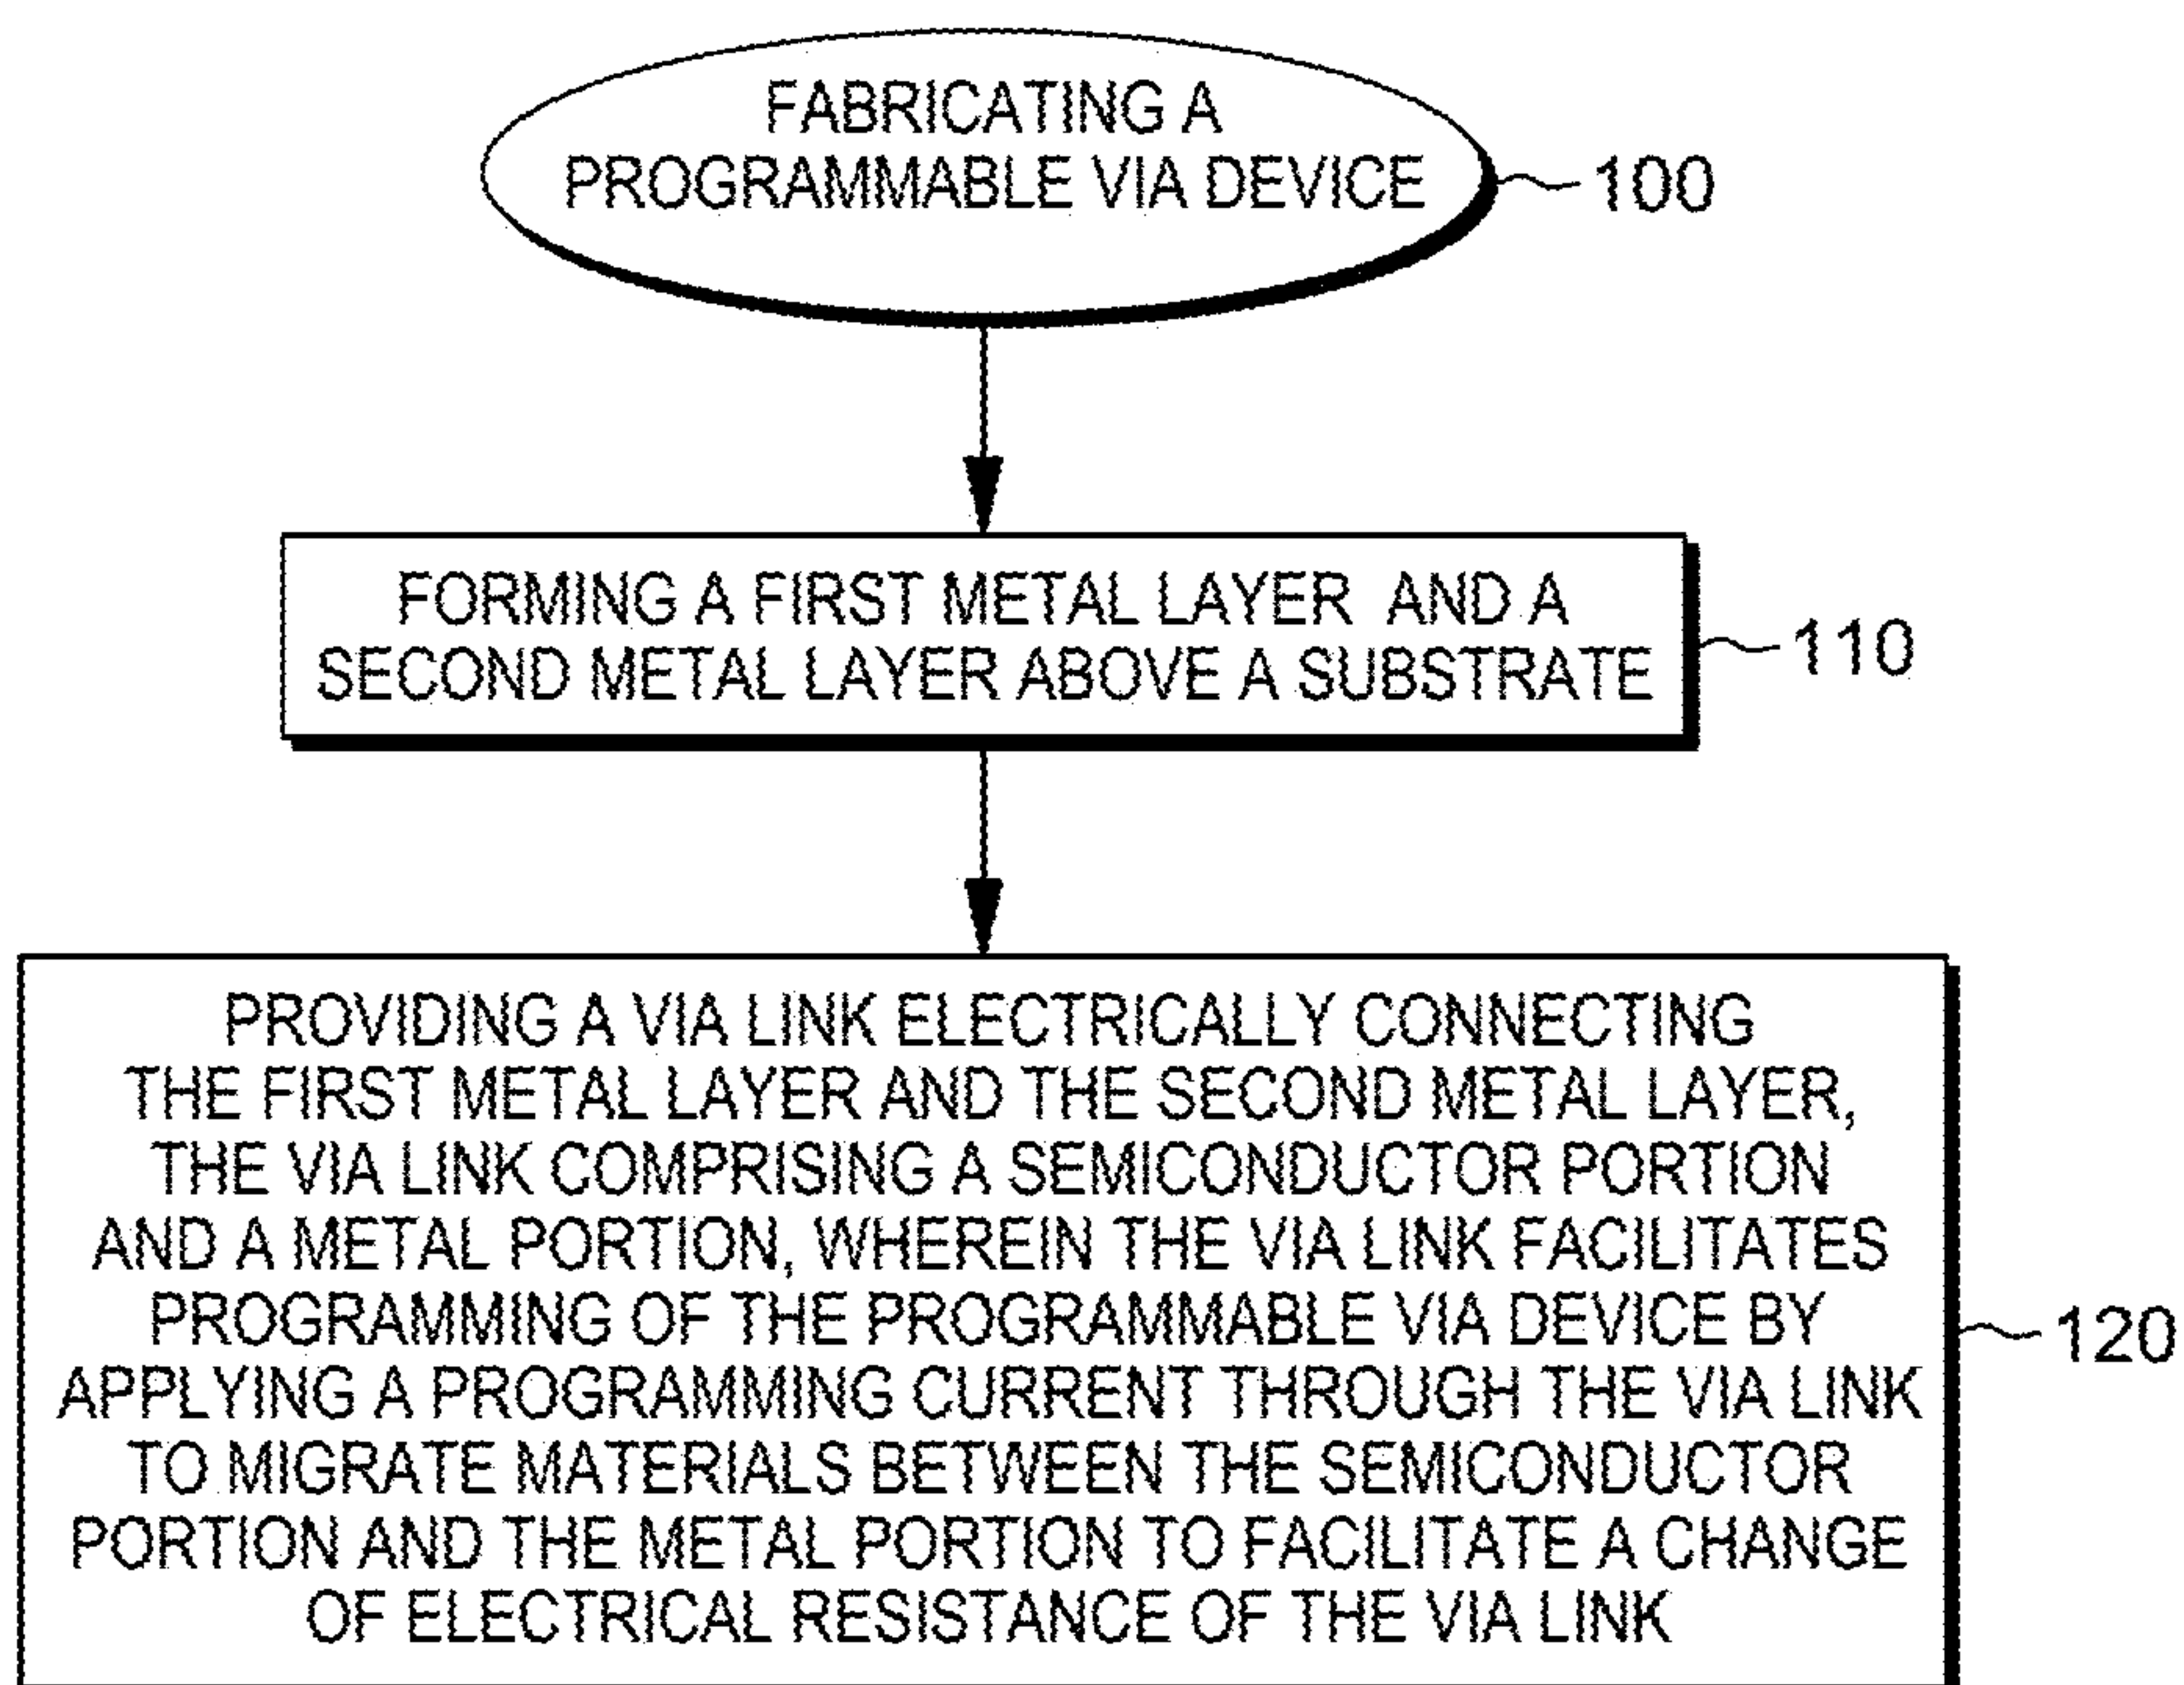 FABRICATING A
PROGRAMMABLE VIA DEVICE
100
FORMING A FIRST METAL LAYER AND A
SECOND METAL LAYER ABOVE A SUBSTRATE
110
PROVIDING A VIA LINK ELECTRICALLY CONNECTING
THE FIRST METAL LAYER AND THE SECOND METAL LAYER,
THE VIA LINK COMPRISING A SEMICONDUCTOR PORTION
AND A METAL PORTION, WHEREIN THE VIA LINK FACILITATES
PROGRAMMING OF THE PROGRAMMABLE VIA DEVICE BY
APPLYING A PROGRAMMING CURRENT THROUGH THE VIA LINK
TO MIGRATE MATERIALS BETWEEN THE SEMICONDUCTOR
PORTION AND THE METAL PORTION TO FACILITATE A CHANGE
OF ELECTRICAL RESISTANCE OF THE VIA LINK
120